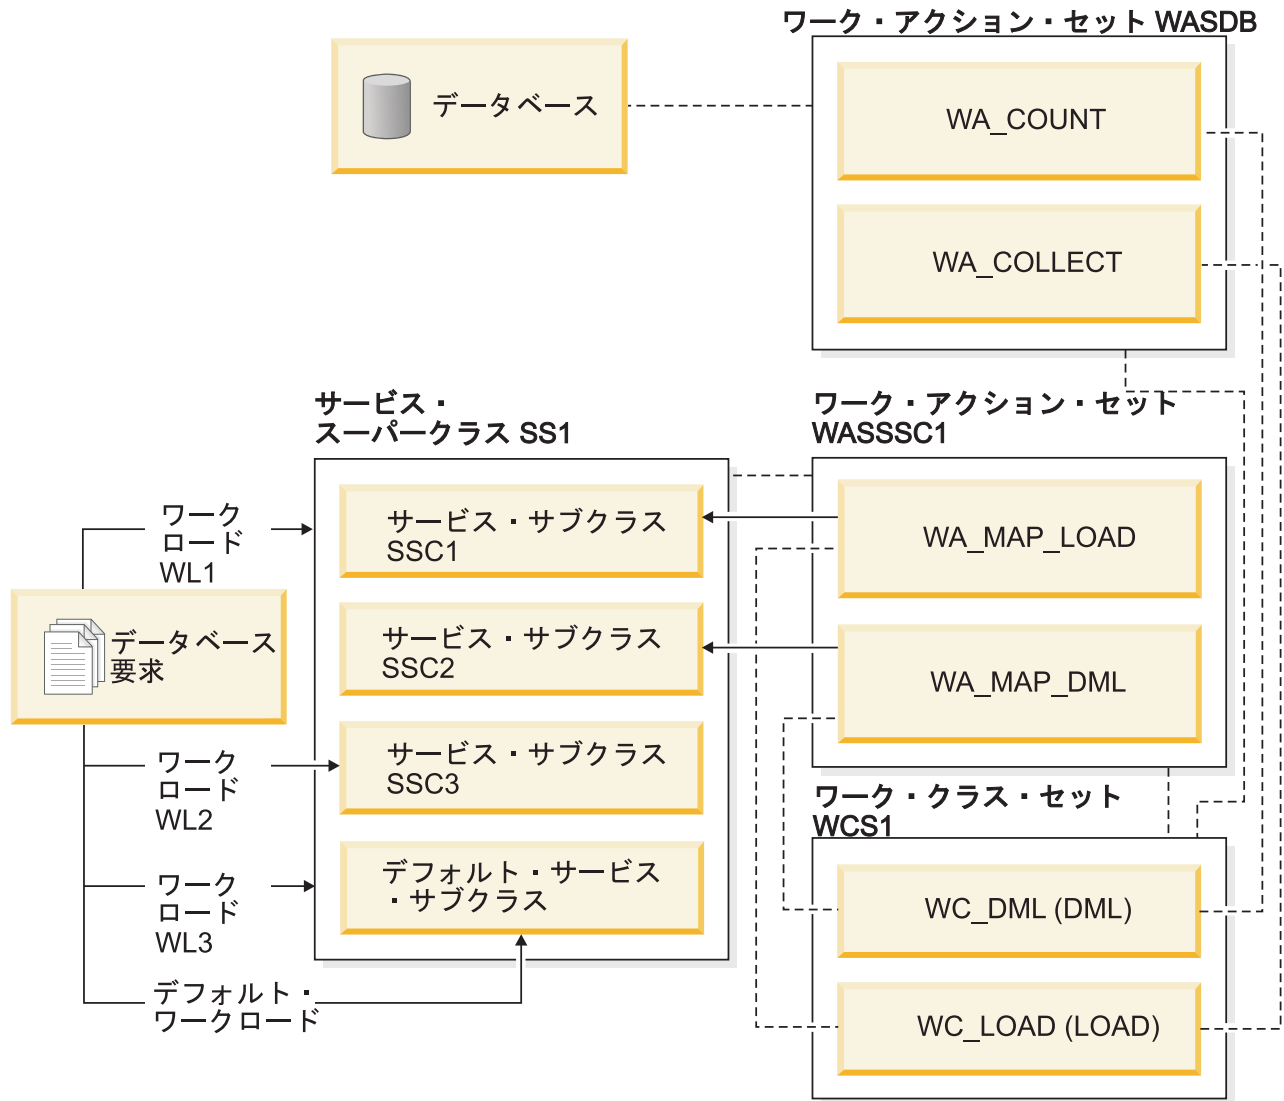 ワーク・アクション・セット WASDB
データベース
WA_COUNT
WA_COLLECT
サービス・
スーパークラス SS1
ワーク・アクション・セット
WASSSC1
サービス・サブクラス
SSC1
WA_MAP_LOAD
ワーク
ロード
WL1
データベース
要求
サービス・サブクラス
SSC2
WA_MAP_DML
サービス・サブクラス
SSC3
ワーク
ロード
WL2
ワーク・クラス・セット
WCS1
デフォルト・サービス
・サブクラス
WC_DML (DML)
ワーク
ロード
WL3
デフォルト・
ワークロード
WC_LOAD (LOAD)